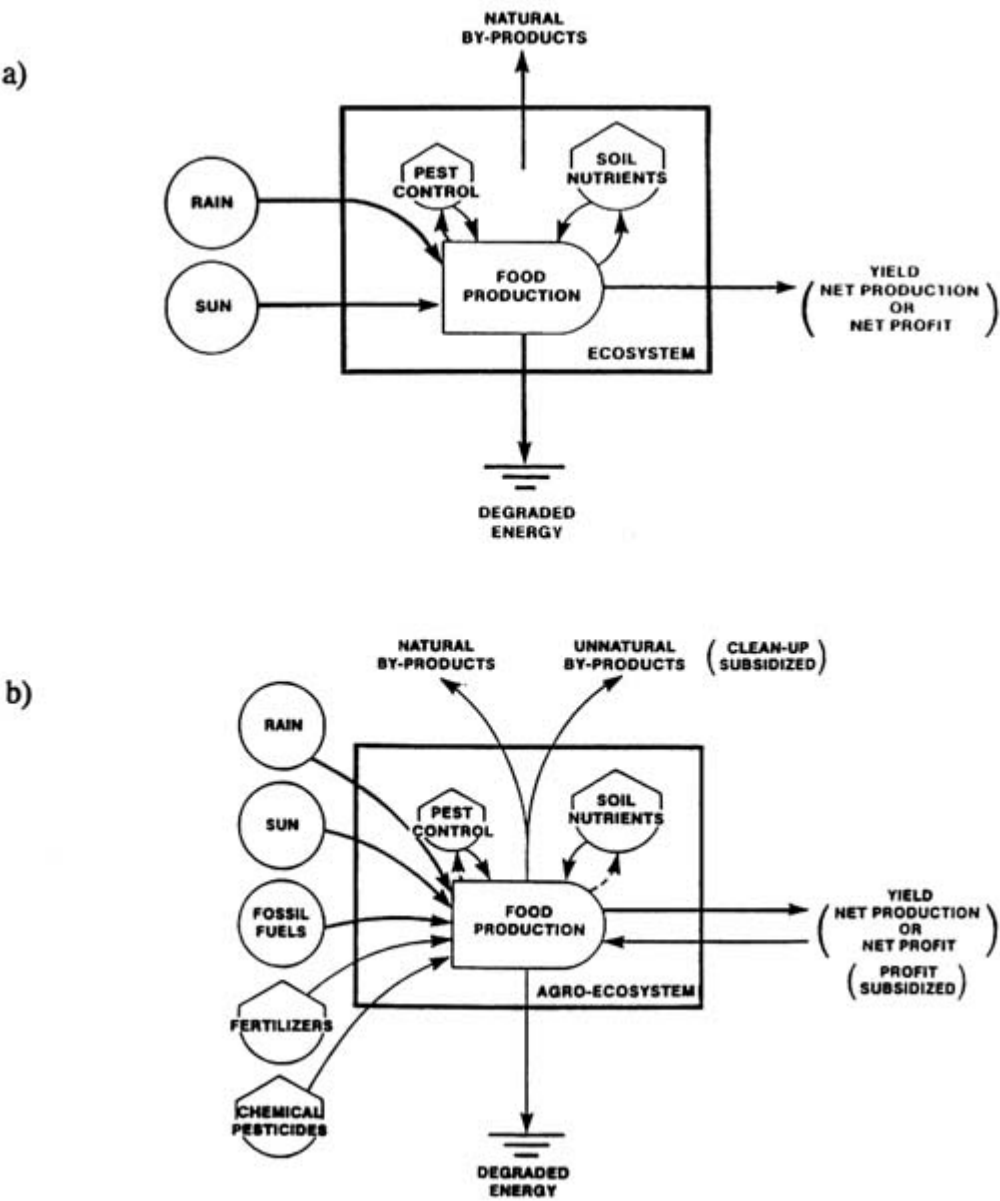 a)
NATURAL
BY-PRODUCTS
RAIN
SUN
PEST
CONTROL
SOIL
NUTRIENTS
FOOD
PRODUCTION
ECOSYSTEM
YIELD
( NET PRODUCTION )
OR
NET PROFIT
DEGRADED
ENERGY
b)
NATURAL
BY-PRODUCTS
UNNATURAL
BY-PRODUCTS
( CLEAN-UP
SUBSIDIZED )
RAIN
SUN
FOSSIL
FUELS
FERTILIZERS
CHEMICAL
PESTICIDES
PEST
CONTROL
SOIL
NUTRIENTS
FOOD
PRODUCTION
AGRO-ECOSYSTEM
YIELD
( NET PRODUCTION )
OR
NET PROFIT
( PROFIT
SUBSIDIZED )
DEGRADED
ENERGY